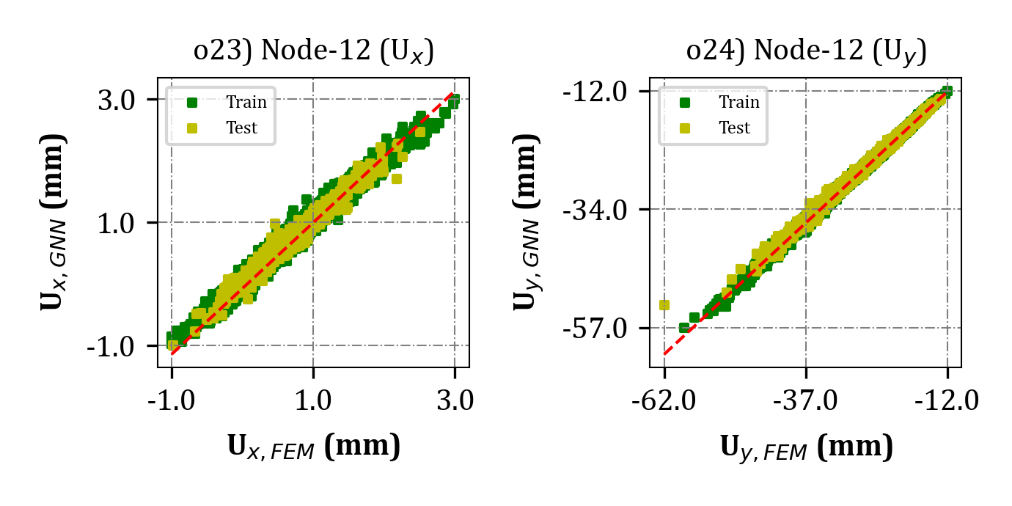 o23) Node-12 (Ux)
3.0
1.0
-1.0
Train
Test
-1.0 1.0 3.0
Ux, GNN (mm)
Ux, FEM (mm)
o24) Node-12 (Uy)
-12.0
-34.0
-57.0
Train
Test
-62.0 -37.0 -12.0
Uy, GNN (mm)
Uy, FEM (mm)